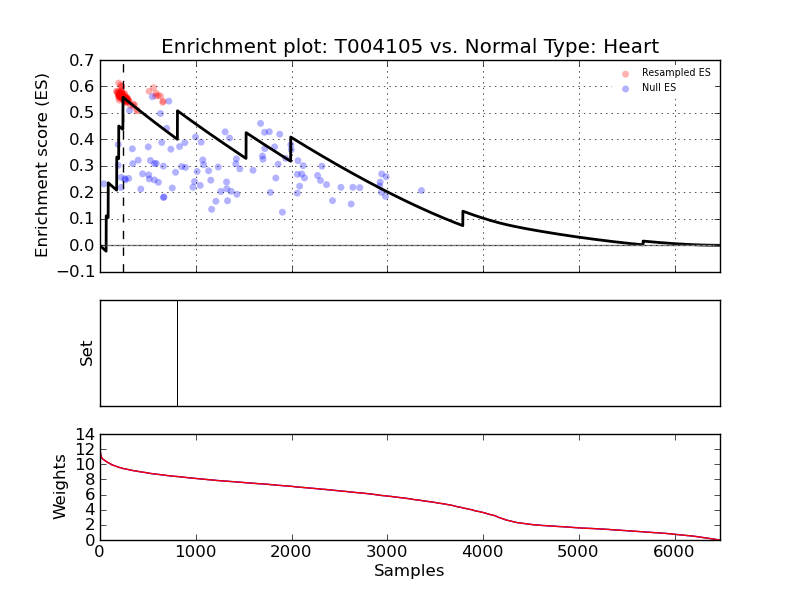 Enrichment plot: T004105 vs. Normal Type: Heart
Enrichment score (ES)
0.7
0.6
0.5
0.4
0.3
0.2
0.1
0.0
−0.1
Resampled ES
Null ES
Set
Weights
14
12
10
8
6
4
2
0
0 1000 2000 3000 4000 5000 6000
Samples